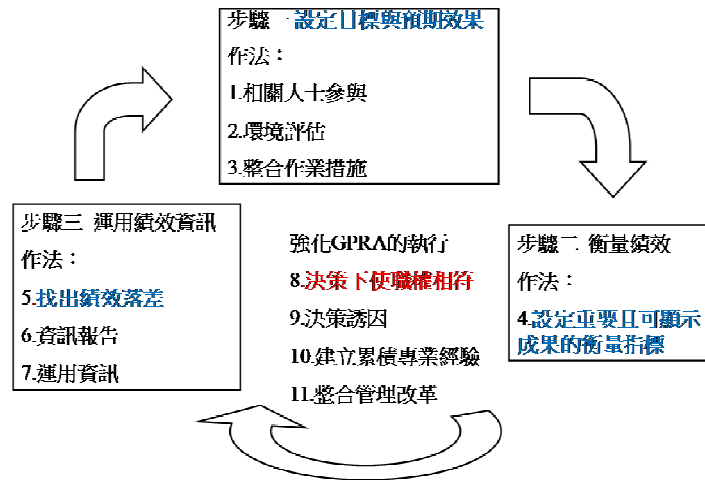 步驟一 設定目標與預期效果
作法：
1.相關人士參與
2.環境評估
3.整合作業措施
步驟三 運用績效資訊
作法：
5.找出績效落差
6.資訊報告
7.運用資訊
強化GPRA的執行
8.決策下使職權相符
9.決策誘因
10.建立累積專業經驗
11.整合管理改革
步驟二 衡量績效
作法：
4.設定重要且可顯示
成果的衡量指標